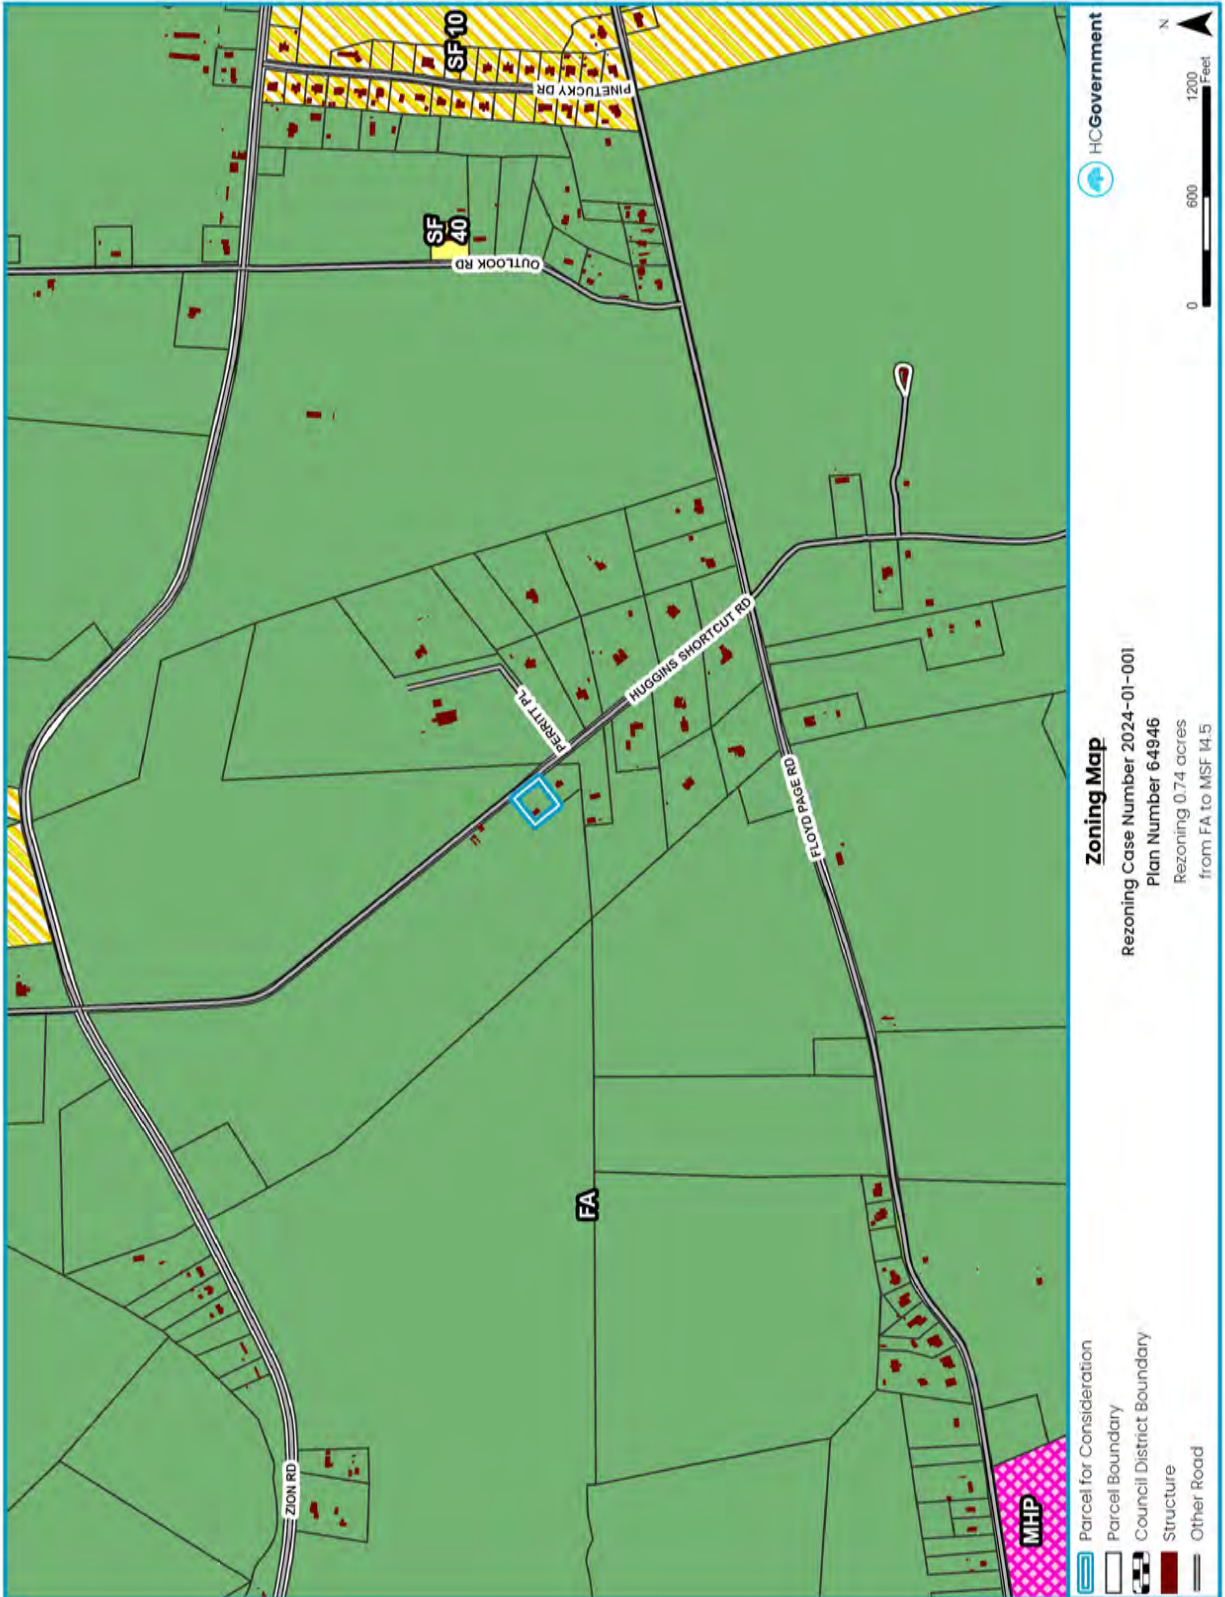 SF 10
PINETUCKY DR
SF
40
OUTLOOK RD
PERRITT PL
HUGGINS SHORTCUT RD
FLOYD PAGE RD
FA
ZION RD
MHP
Parcel for Consideration
Parcel Boundary
Council District Boundary
Structure
Other Road
Zoning Map
Rezoning Case Number 2024-01-001
Plan Number 64946
Rezoning 0.74 acres
from FA to MSF 14.5
HCGovernment
N
0 600 1200
Feet